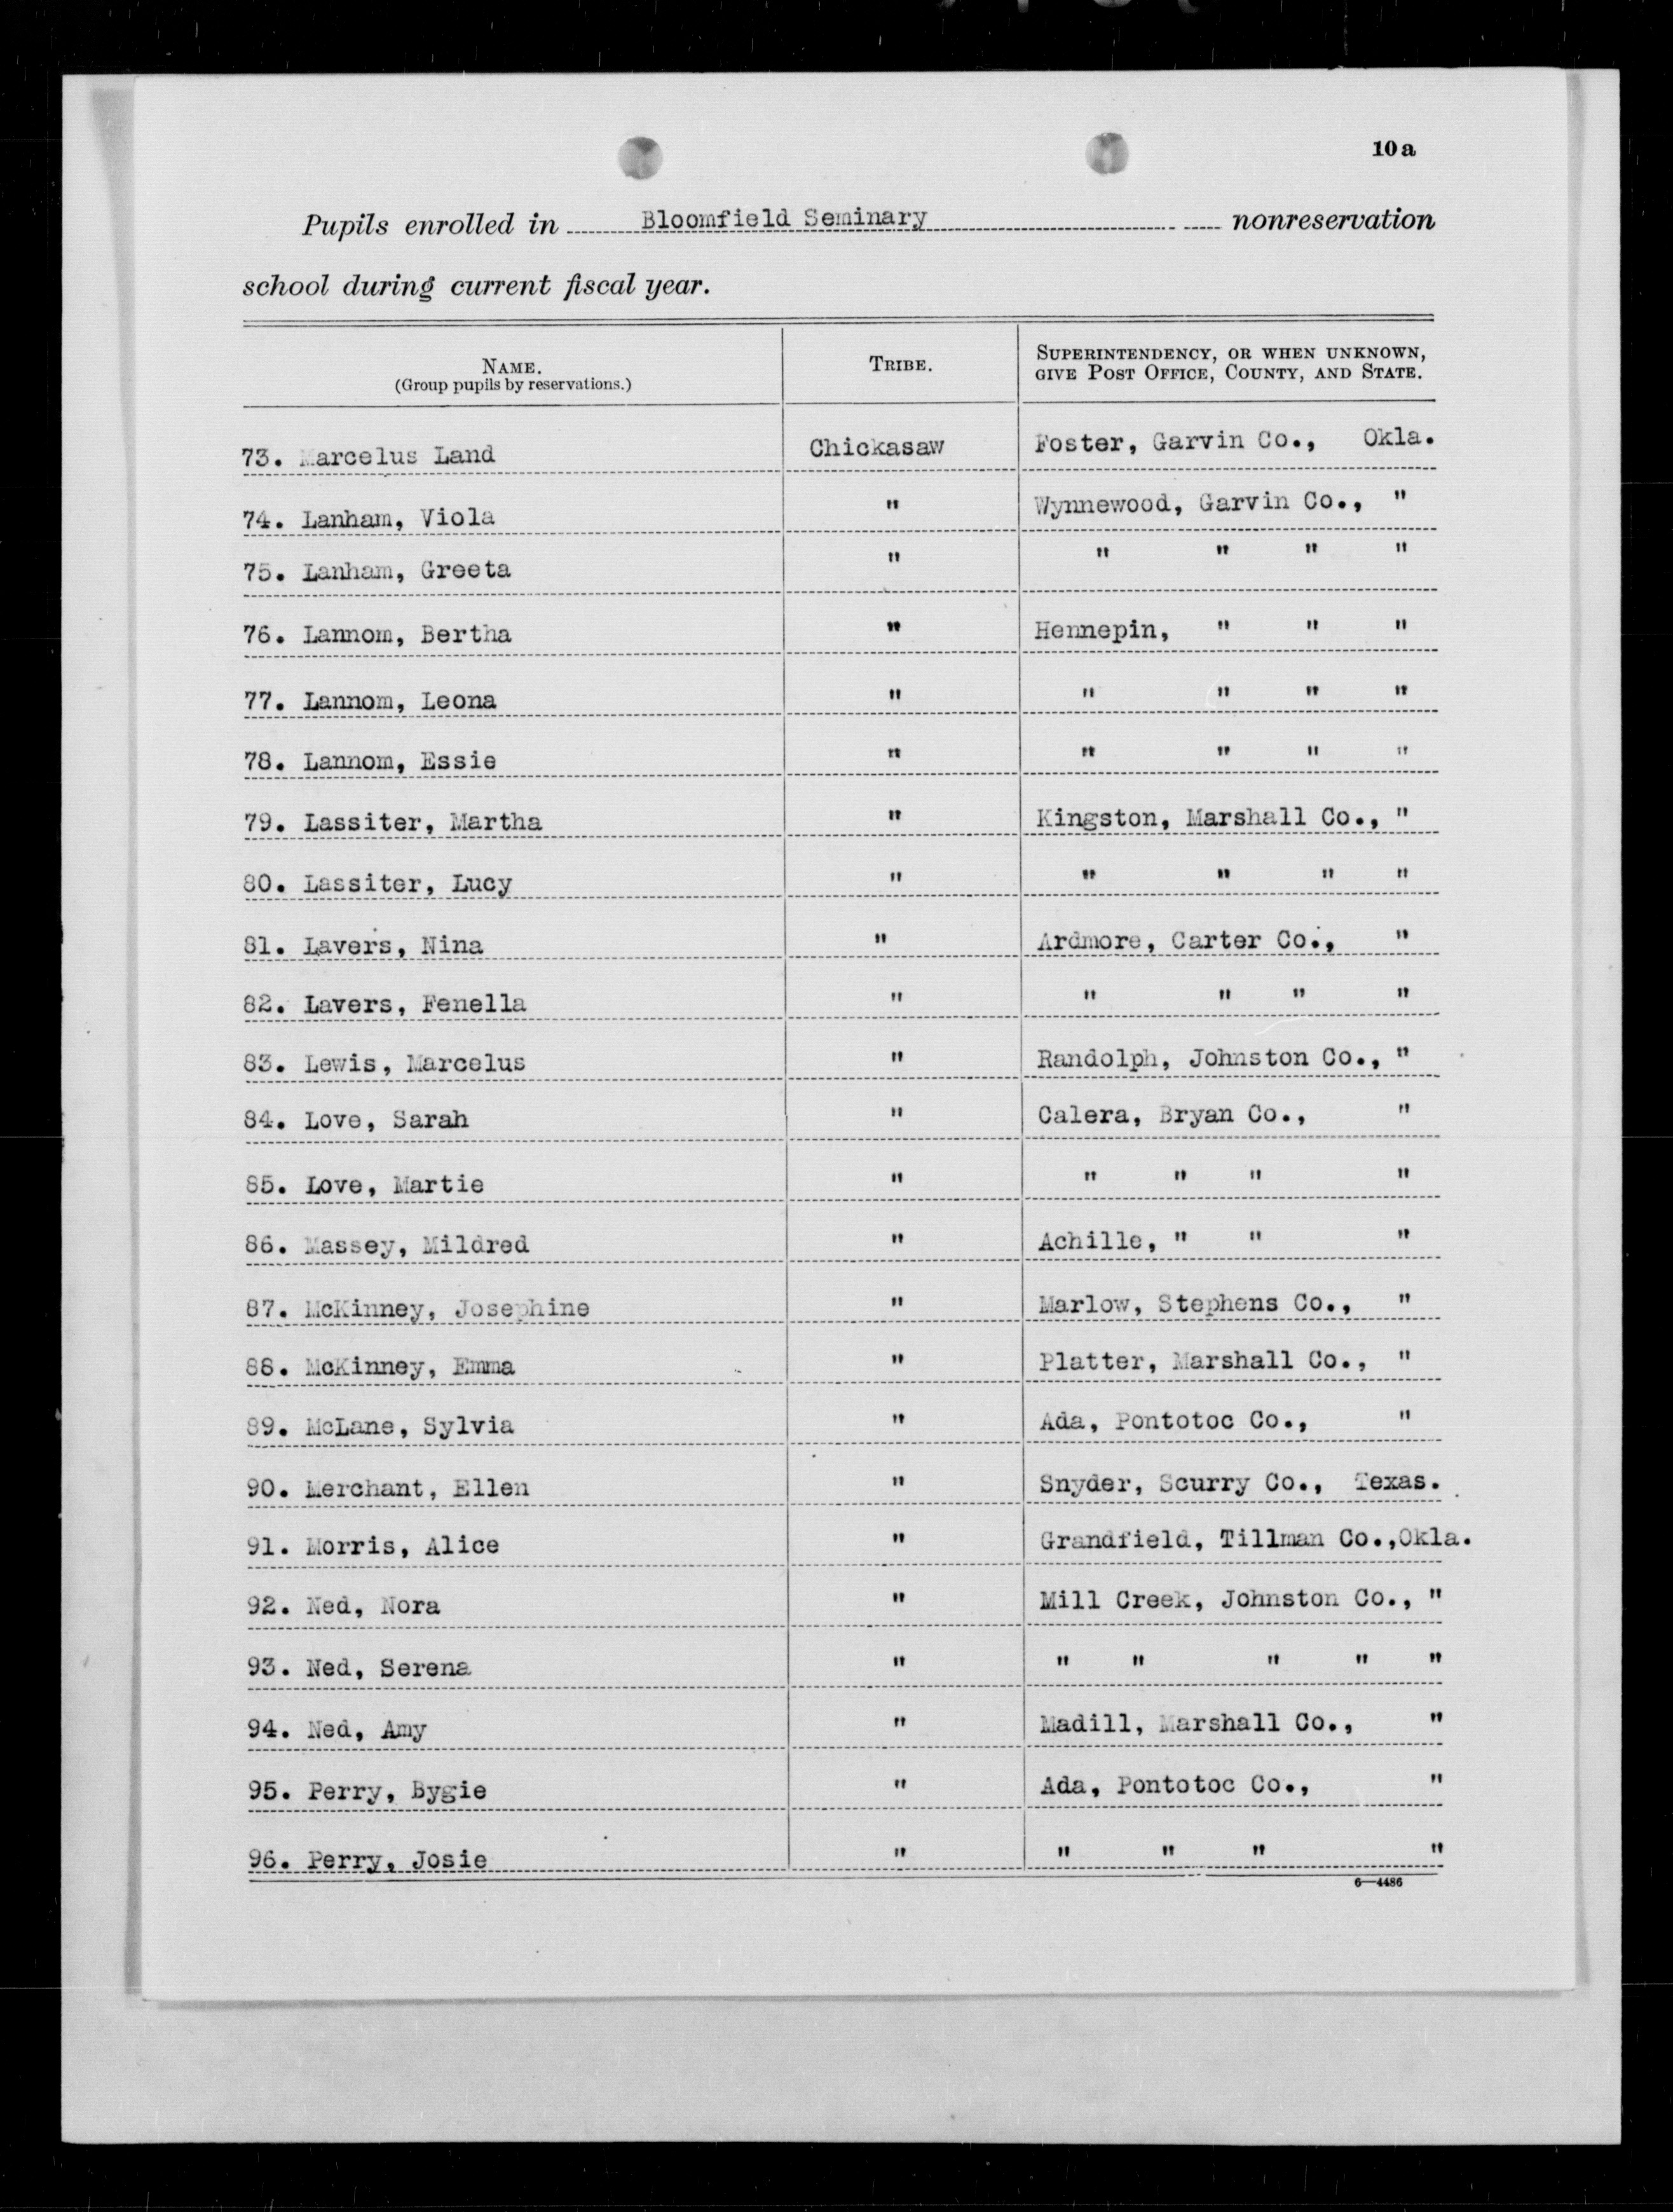 10a
Pupils enrolled in Bloomfield Seminary nonreservation
school during current fiscal year.
NAME. TRIBE. SUPERINTENDENCY, OR WHEN UNKNOWN,
(Group pupils by reservations.) GIVE POST OFFICE, COUNTY, AND STATE.
73. Marcelus Land Chickasaw Foster, Garvin Co., Okla.
74. Lanham, Viola " Wynnewood, Garvin Co., "
75. Lanham, Greeta " " " " "
76. Lannom, Bertha " Hennepin, " " "
77. Lannom, Leona " " " " "
78. Lannom, Essie " " " " "
79. Lassiter, Martha " Kingston, Marshall Co., "
80. Lassiter, Lucy " " " " "
81. Lavers, Nina " Ardmore, Carter Co., "
82. Lavers, Fenella " " " " "
83. Lewis, Marcelus " Randolph, Johnston Co., "
84. Love, Sarah " Calera, Bryan Co., "
85. Love, Martie " " " " "
86. Massey, Mildred " Achille, " " "
87. McKinney, Josephine " Marlow, Stephens Co., "
88. McKinney, Emma " Platter, Marshall Co., "
89. McLane, Sylvia " Ada, Pontotoc Co., "
90. Merchant, Ellen " Snyder, Scurry Co., Texas.
91. Morris, Alice " Grandfield, Tillman Co.,Okla.
92. Ned, Nora " Mill Creek, Johnston Co., "
93. Ned, Serena " " " " " "
94. Ned, Amy " Madill, Marshall Co., "
95. Perry, Bygie " Ada, Pontotoc Co., "
96. Perry, Josie " " " " "
6—4486